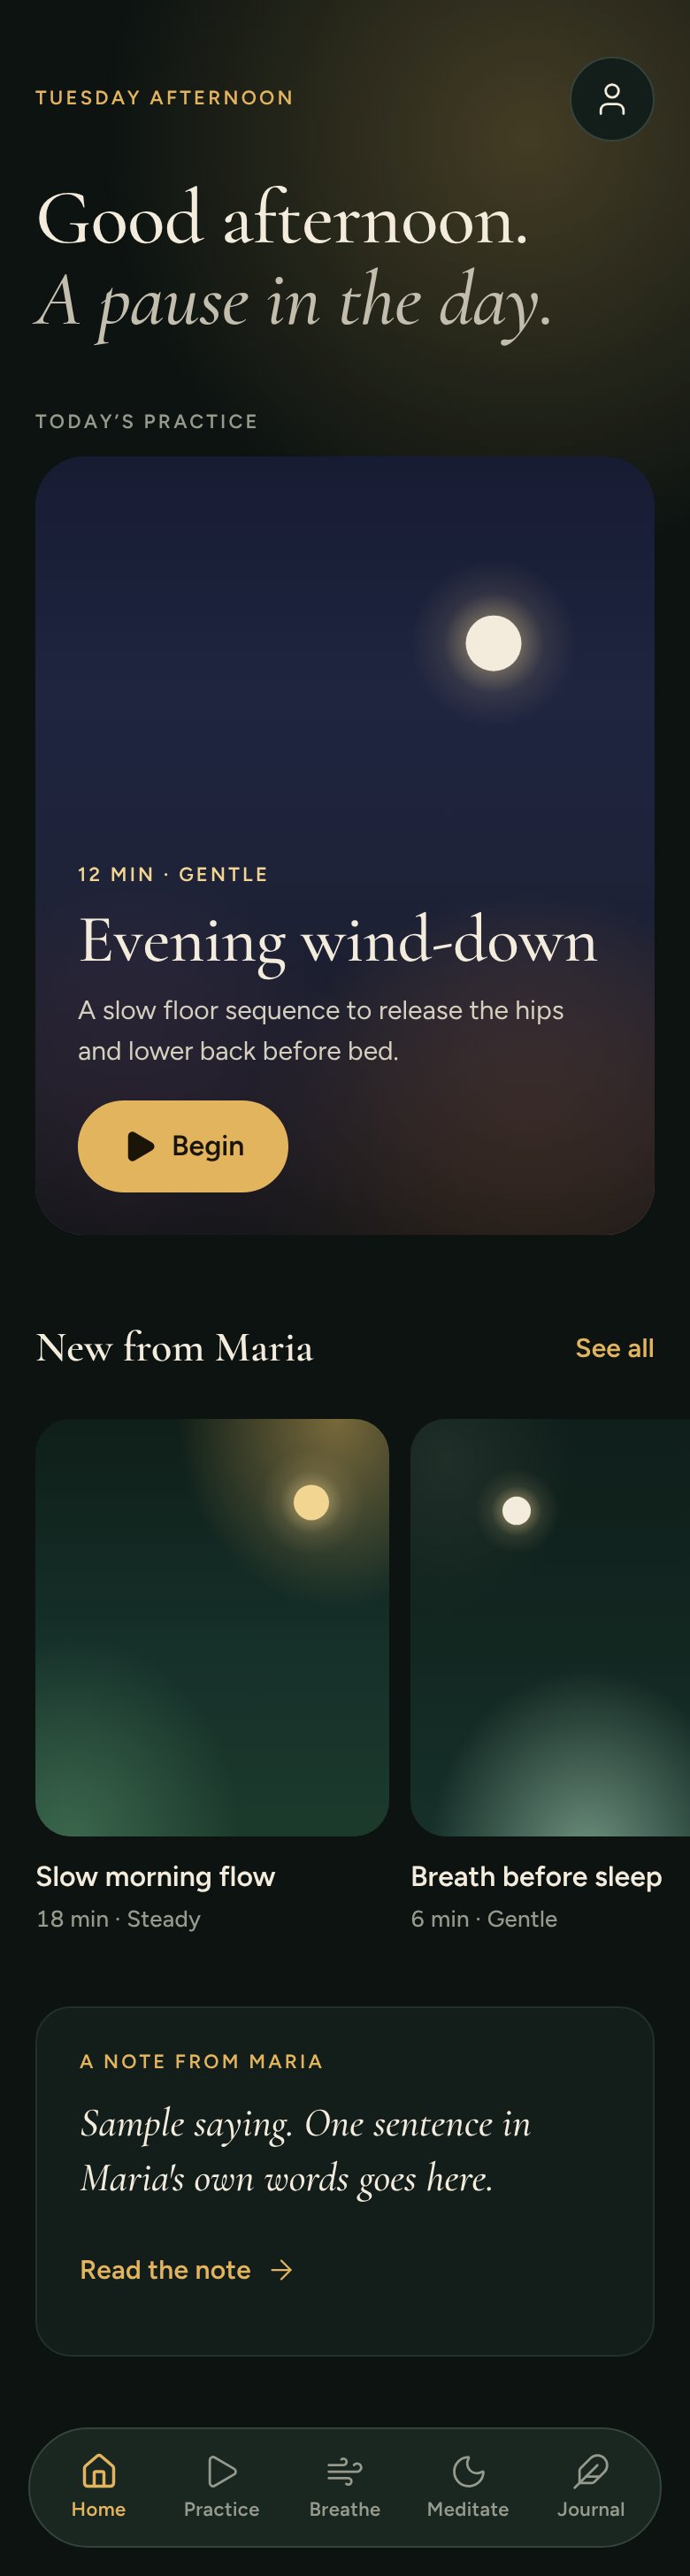 TUESDAY AFTERNOON
Good afternoon.
A pause in the day.
TODAY’S PRACTICE
12 MIN · GENTLE
Evening wind-down
A slow floor sequence to release the hips
and lower back before bed.
Begin
New from Maria
See all
Slow morning flow
18 min · Steady
Breath before sleep
6 min · Gentle
A NOTE FROM MARIA
Sample saying. One sentence in
Maria's own words goes here.
Read the note
Home
Practice
Breathe
Meditate
Journal